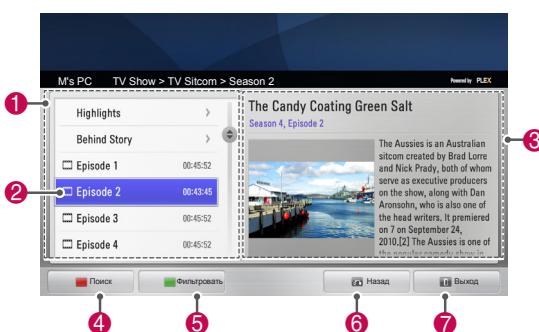 M's PC TV Show > TV Sitcom > Season 2
Powered by PLEX
1
Highlights >
Behind Story >
Episode 1 00:45:52
2
Episode 2 00:43:45
Episode 3 00:45:52
Episode 4 00:45:52
The Candy Coating Green Salt
Season 4, Episode 2
3
The Aussies is an Australian
sitcom created by Brad Lorre
and Nick Prady, both of whom
serve as executive producers
on the show, along with Dan
Aronsohn, who is also one of
the head writers. It premiered
on 7 on September 24,
2010.[2] The Aussies is one of
the popular comedy show in
Поиск
Фильтровать
Назад
Выход
4
5
6
7